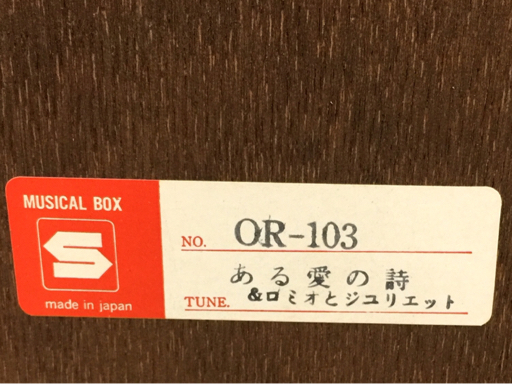 MUSICAL BOX
S
made in japan
NO. OR-103
ある愛の詩
TUNE. &ロミオとジユリエット